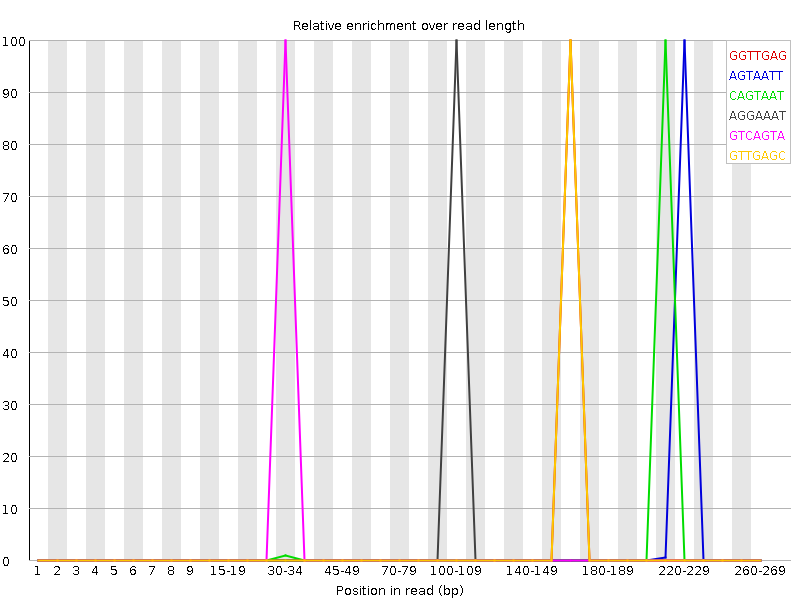 Relative enrichment over read length
100
90
80
70
60
50
40
30
20
10
0
GGTTGAG
AGTAATT
CAGTAAT
AGGAAAT
GTCAGTA
GTTGAGC
1 2 3 4 5 6 7 8 9 15-19 30-34 45-49 70-79 100-109 140-149 180-189 220-229 260-269
Position in read (bp)